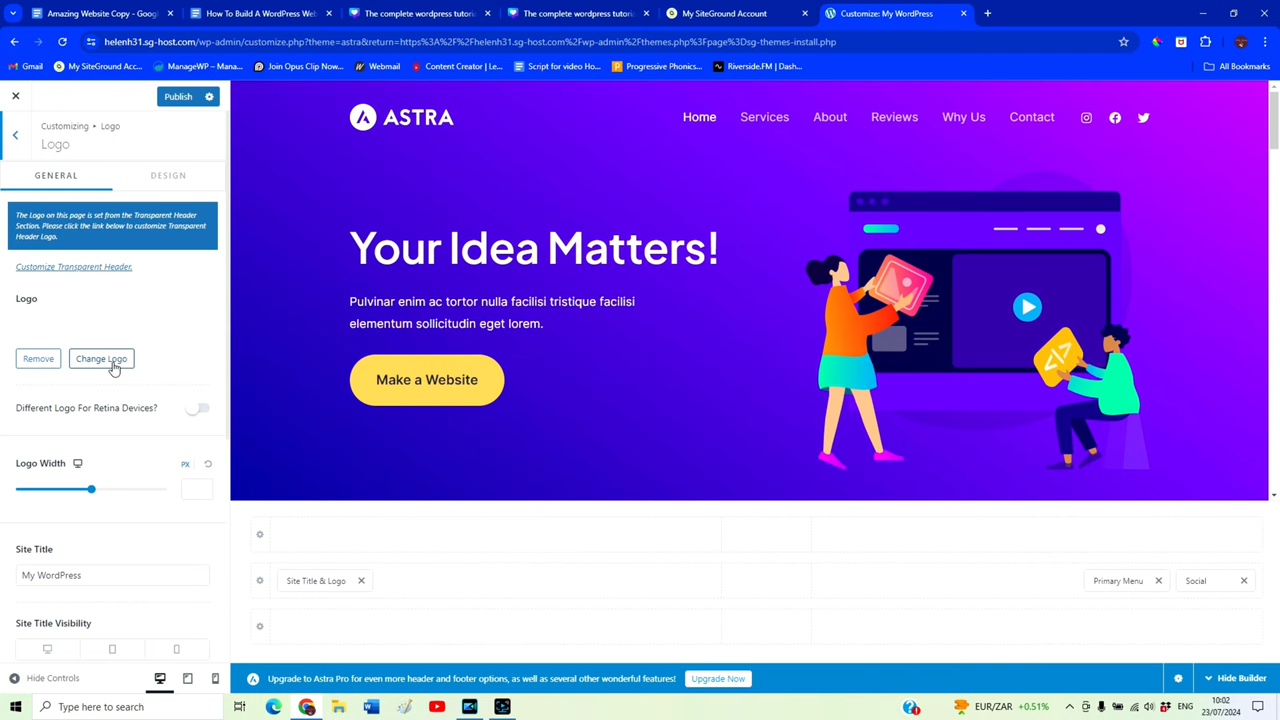 Amazing Website Copy - Goog
How To Build A WordPress Web
The complete wordpress tutori
The complete wordpress tutori
My SiteGround Account
Customize: My WordPress
helenh31.sg-host.com/wp-admin/customize.php?theme=astra&return=https%3A%2F%2Fhelenh31.sg-host.com%2Fwp-admin%2Fthemes.php%3Fpage%3Dsg-themes-install.php
Gmail
My SiteGround Acc...
ManageWP – Mana...
Join Opus Clip Now...
Webmail
Content Creator | Le...
Script for video Ho...
Progressive Phonics...
Riverside.FM | Dash...
All Bookmarks
Publish
Customizing • Logo
Logo
GENERAL
DESIGN
The Logo on this page is set from the Transparent Header
Section. Please click the link below to customize Transparent
Header Logo.
Customize Transparent Header.
Logo
Remove
Change Logo
Different Logo For Retina Devices?
Logo Width
PX
Site Title
My WordPress
Site Title Visibility
Hide Controls
ASTRA
Home
Services
About
Reviews
Why Us
Contact
Your Idea Matters!
Pulvinar enim ac tortor nulla facilisi tristique facilisi
elementum sollicitudin eget lorem.
Make a Website
Site Title & Logo
Primary Menu
Social
Upgrade to Astra Pro for even more header and footer options, as well as several other wonderful features!
Upgrade Now
Hide Builder
Type here to search
EUR/ZAR
+0.51%
ENG
10:02
23/07/2024